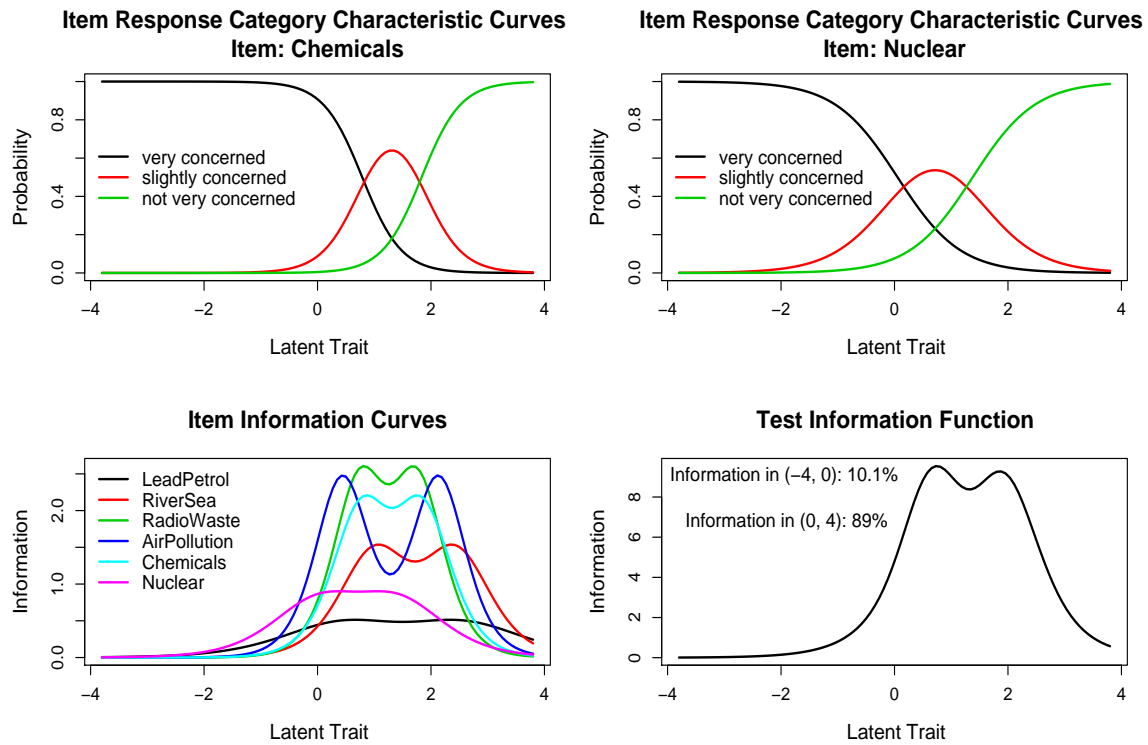 Item Response Category Characteristic Curves
Item: Chemicals
Probability
0.0
0.4
0.8
very concerned
slightly concerned
not very concerned
−4
−2
0
2
4
Latent Trait
Item Response Category Characteristic Curves
Item: Nuclear
Probability
0.0
0.4
0.8
very concerned
slightly concerned
not very concerned
−4
−2
0
2
4
Latent Trait
Item Information Curves
Information
0.0
1.0
2.0
LeadPetrol
RiverSea
RadioWaste
AirPollution
Chemicals
Nuclear
−4
−2
0
2
4
Latent Trait
Test Information Function
Information
0
2
4
6
8
Information in (−4, 0): 10.1%
Information in (0, 4): 89%
−4
−2
0
2
4
Latent Trait